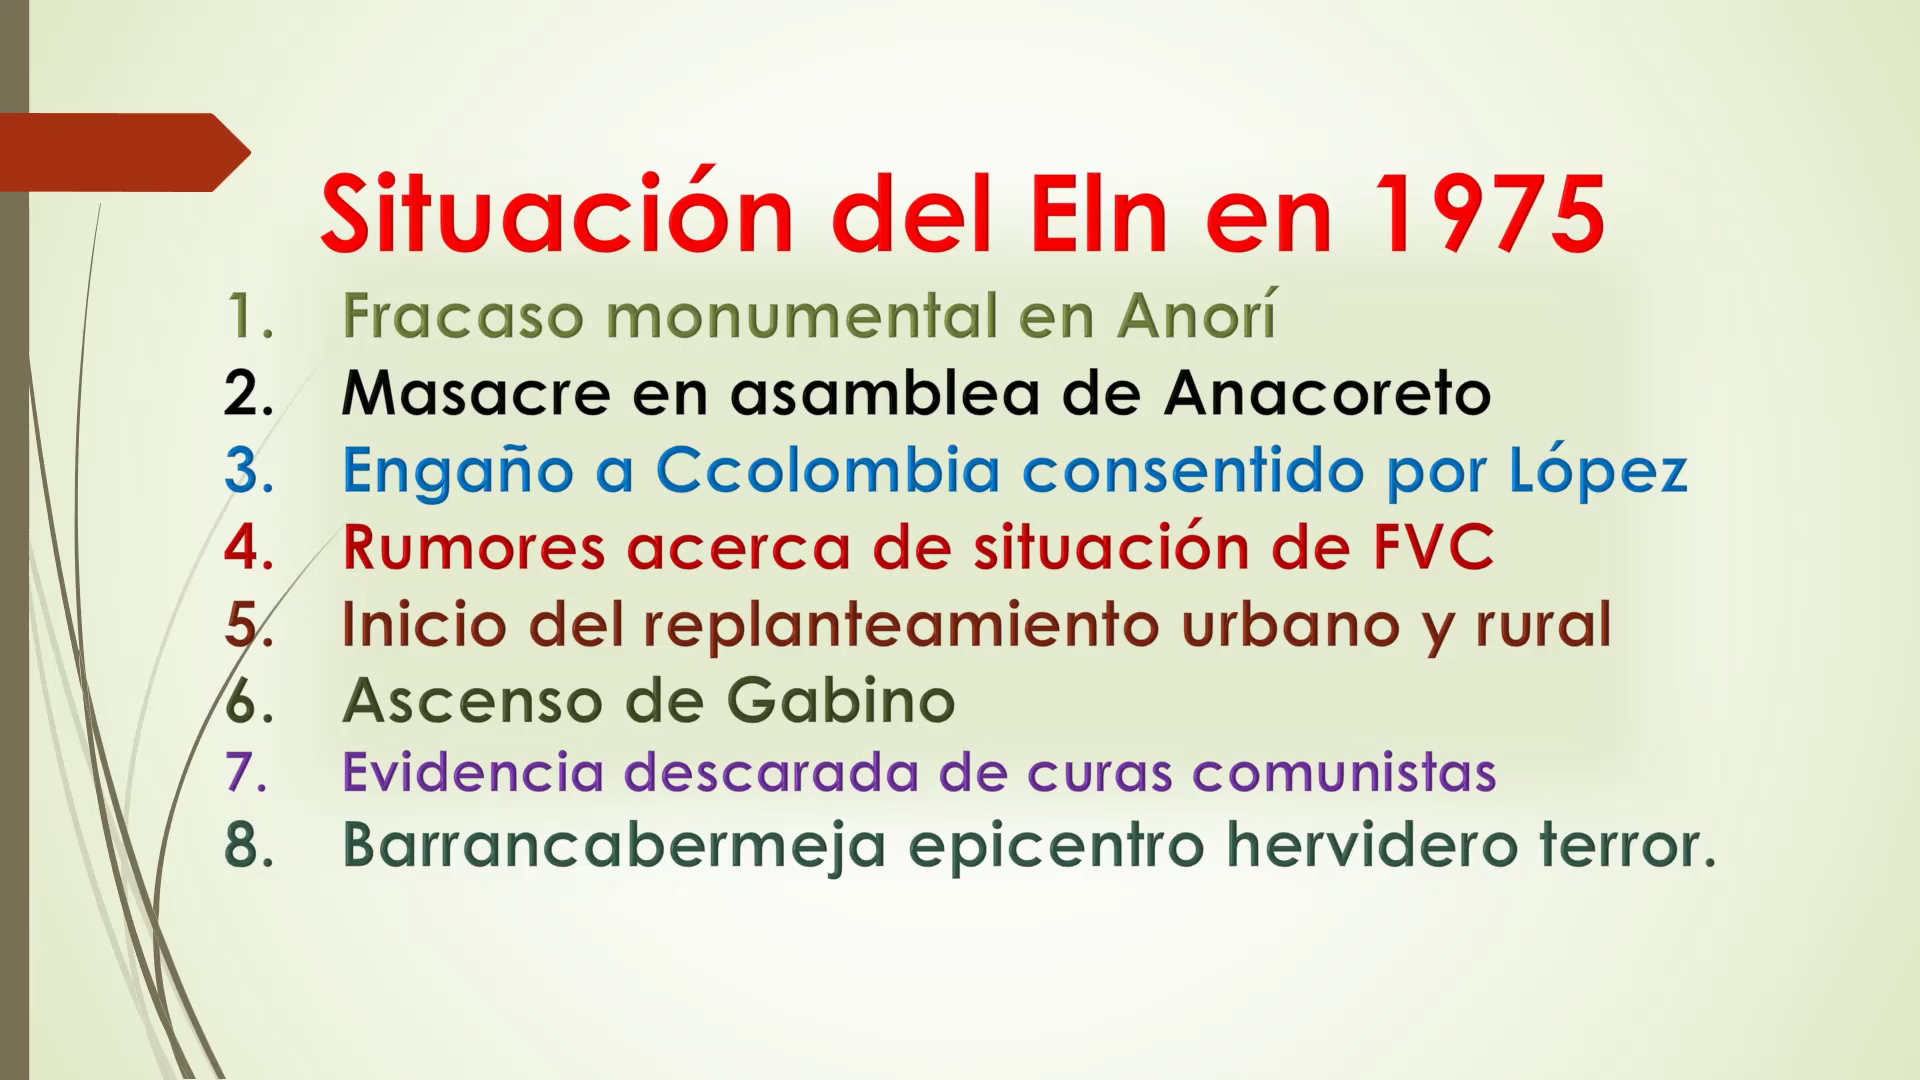 Situación del Eln en 1975
1. Fracaso monumental en Anorí
2. Masacre en asamblea de Anacoreto
3. Engaño a Ccolombia consentido por López
4. Rumores acerca de situación de FVC
5. Inicio del replanteamiento urbano y rural
6. Ascenso de Gabino
7. Evidencia descarada de curas comunistas
8. Barrancabermeja epicentro hervidero terror.